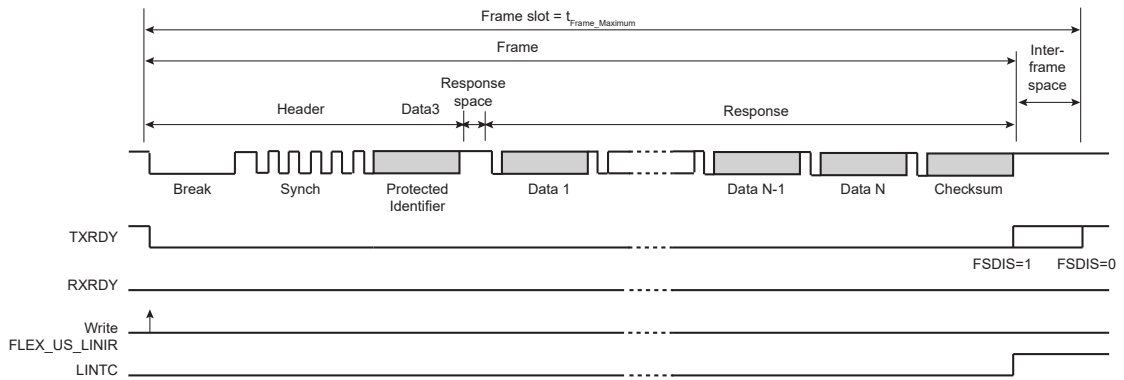 Frame slot = tFrame_Maximum
Frame
Inter-
frame
space
Response
space
Header
Data3
Response
Break
Synch
Protected
Identifier
Data 1
Data N-1
Data N
Checksum
TXRDY
FSDIS=1
FSDIS=0
RXRDY
Write
FLEX_US_LINIR
LINTC